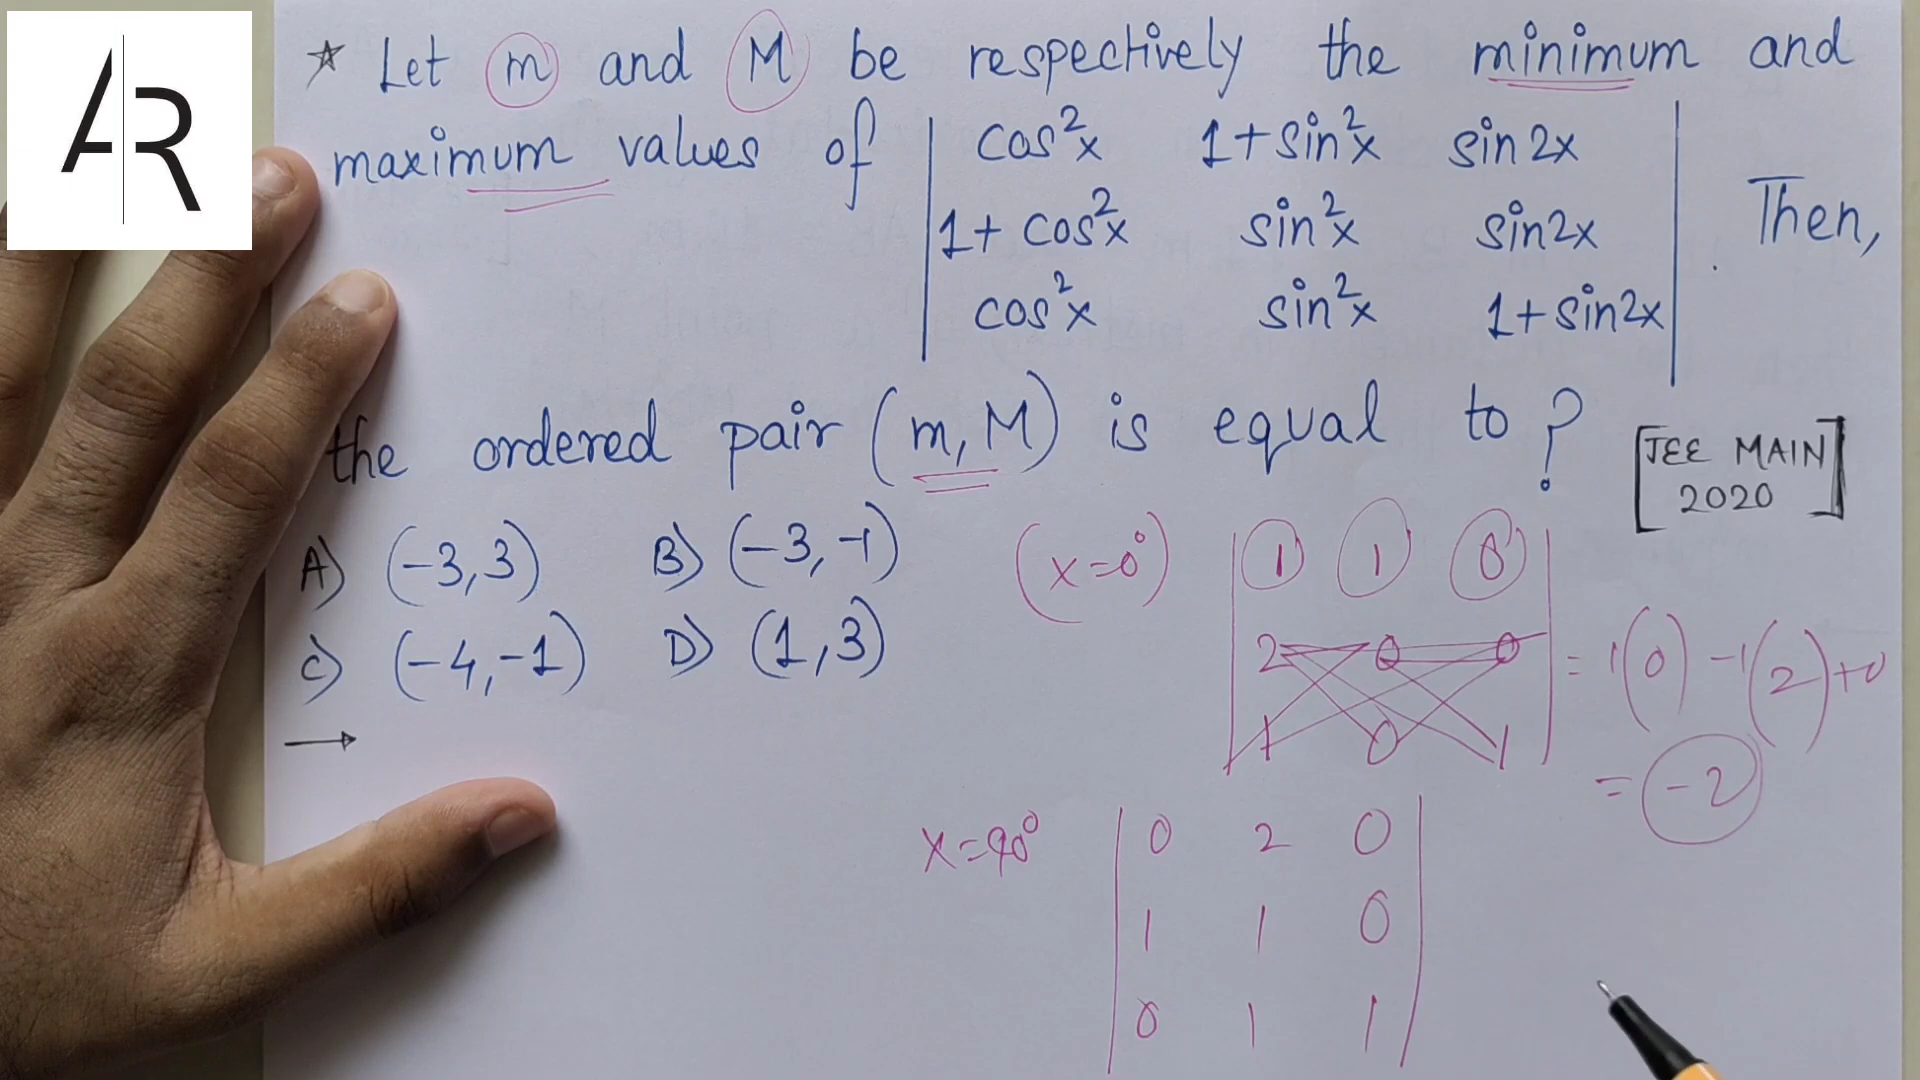 AR
☆ Let m and M be respectively the minimum and
maximum values of | cos²x 1+sin²x sin2x |
| 1+cos²x sin²x sin2x | . Then,
| cos²x sin²x 1+sin2x |
the ordered pair (m,M) is equal to?
[JEE MAIN 2020]
A) (-3,3) B) (-3,-1)
C) (-4,-1) D) (1,3)
→
(x=0°) | 1 1 0 |
| 2 0 0 | = 1(0) -1(2)+0
| 1 0 1 |
= -2
x=90° | 0 2 0 |
| 1 1 0 |
| 0 1 1 |